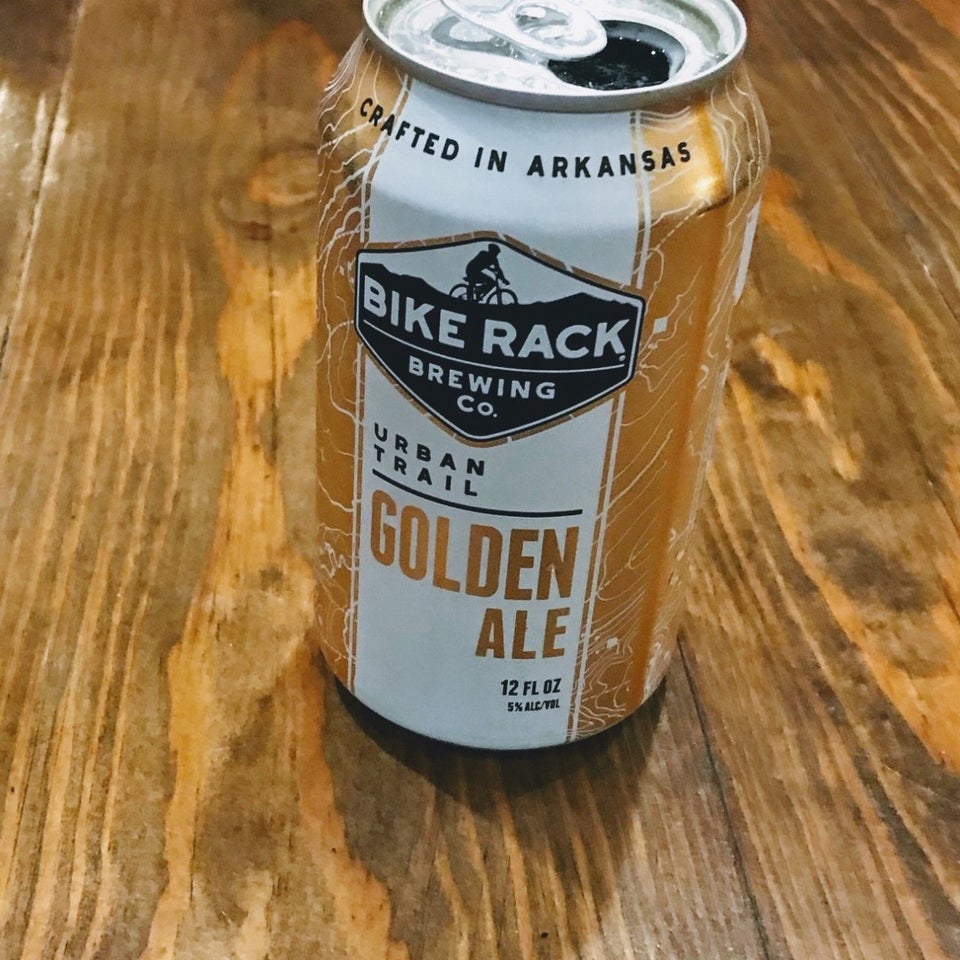 CRAFTED IN ARKANSAS
BIKE RACK
BREWING
CO.
URBAN
TRAIL
GOLDEN
ALE
12 FL OZ
5% ALC/VOL